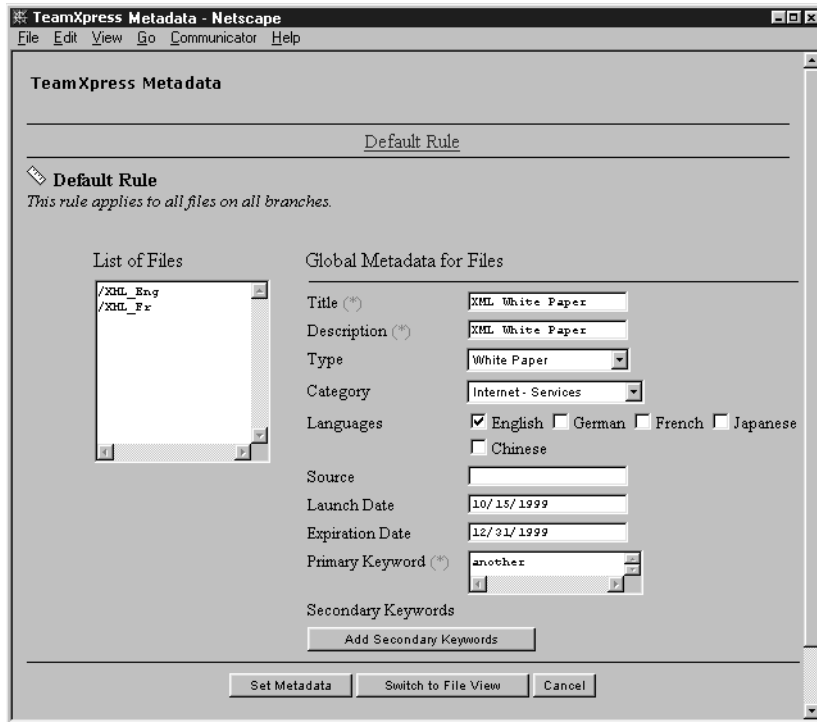 TeamXpress Metadata - Netscape
File Edit View Go Communicator Help
TeamXpress Metadata
Default Rule
Default Rule
This rule applies to all files on all branches.
List of Files
/XML_Eng
/XML_Fr
Global Metadata for Files
Title (*) XML White Paper
Description (*) XML White Paper
Type White Paper
Category Internet - Services
Languages English German French Japanese
Chinese
Source
Launch Date 10/15/1999
Expiration Date 12/31/1999
Primary Keyword (*) another
Secondary Keywords
Add Secondary Keywords
Set Metadata Switch to File View Cancel